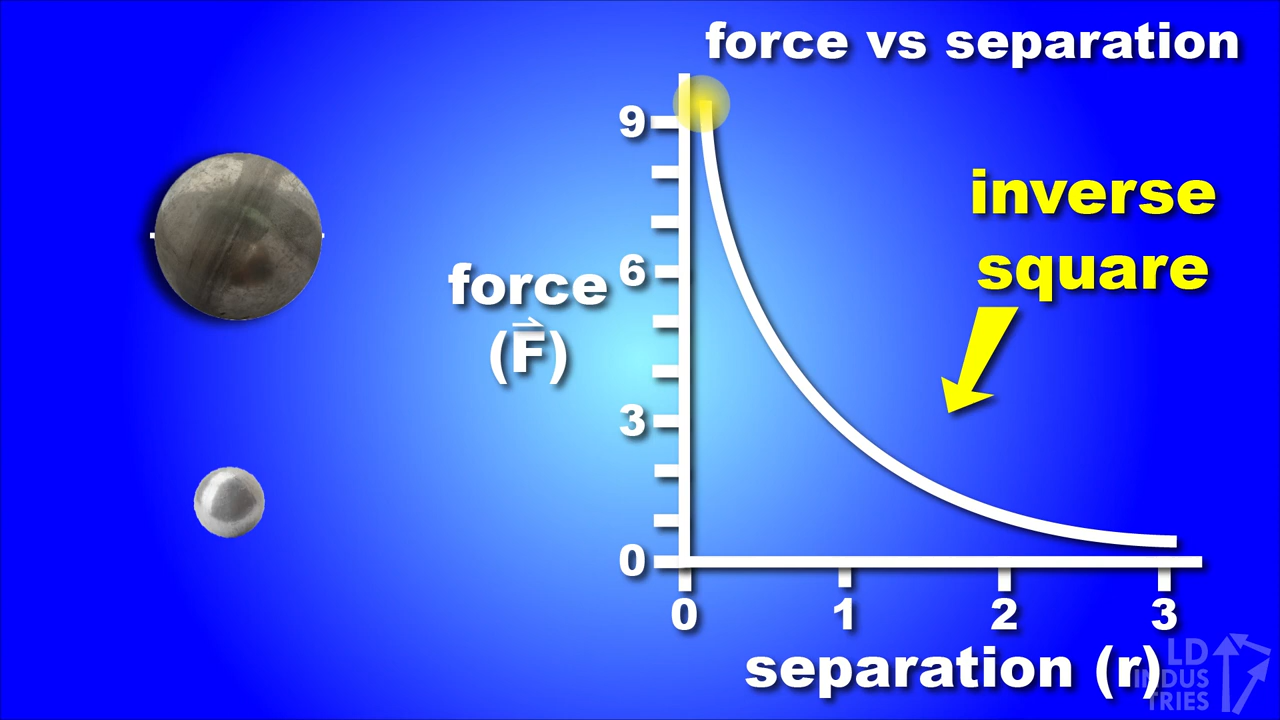 force vs separation
9
6
3
0
force
(F)
inverse
square
0 1 2 3
separation (r)
LD
INDUS
TRIES